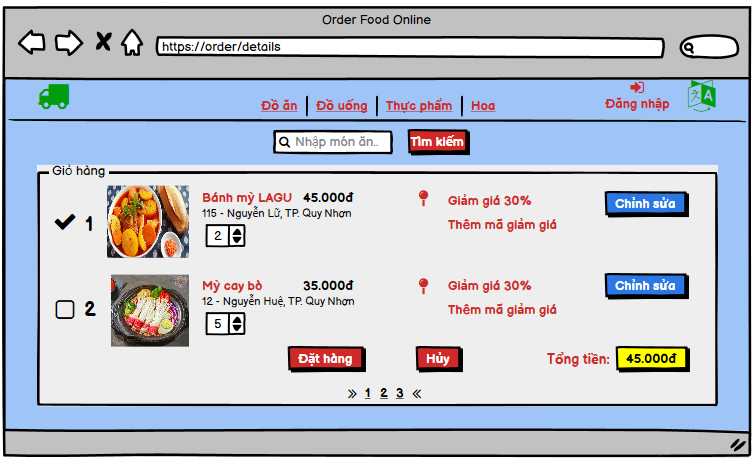 Order Food Online
https://order/details
Đồ ăn Đồ uống Thực phẩm Hoa
Đăng nhập
文 A
Nhập món ăn.. Tìm kiếm
Giỏ hàng
1 Bánh mỳ LAGU 45.000đ Giảm giá 30% Chỉnh sửa
115 - Nguyễn Lữ, TP. Quy Nhơn
Thêm mã giảm giá
2
2 Mỳ cay bò 35.000đ Giảm giá 30% Chỉnh sửa
12 - Nguyễn Huệ, TP. Quy Nhơn
Thêm mã giảm giá
5
Đặt hàng Hủy Tổng tiền: 45.000đ
» 1 2 3 «